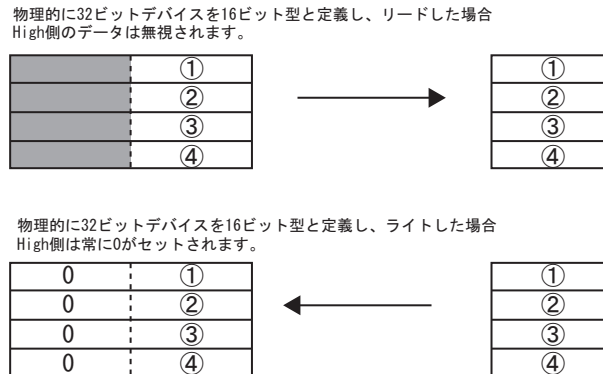 物理的に32ビットデバイスを16ビット型と定義し、リードした場合
High側のデータは無視されます。
① ①
② ②
③ ③
④ ④
物理的に32ビットデバイスを16ビット型と定義し、ライトした場合
High側は常に0がセットされます。
0 ① ①
0 ② ②
0 ③ ③
0 ④ ④